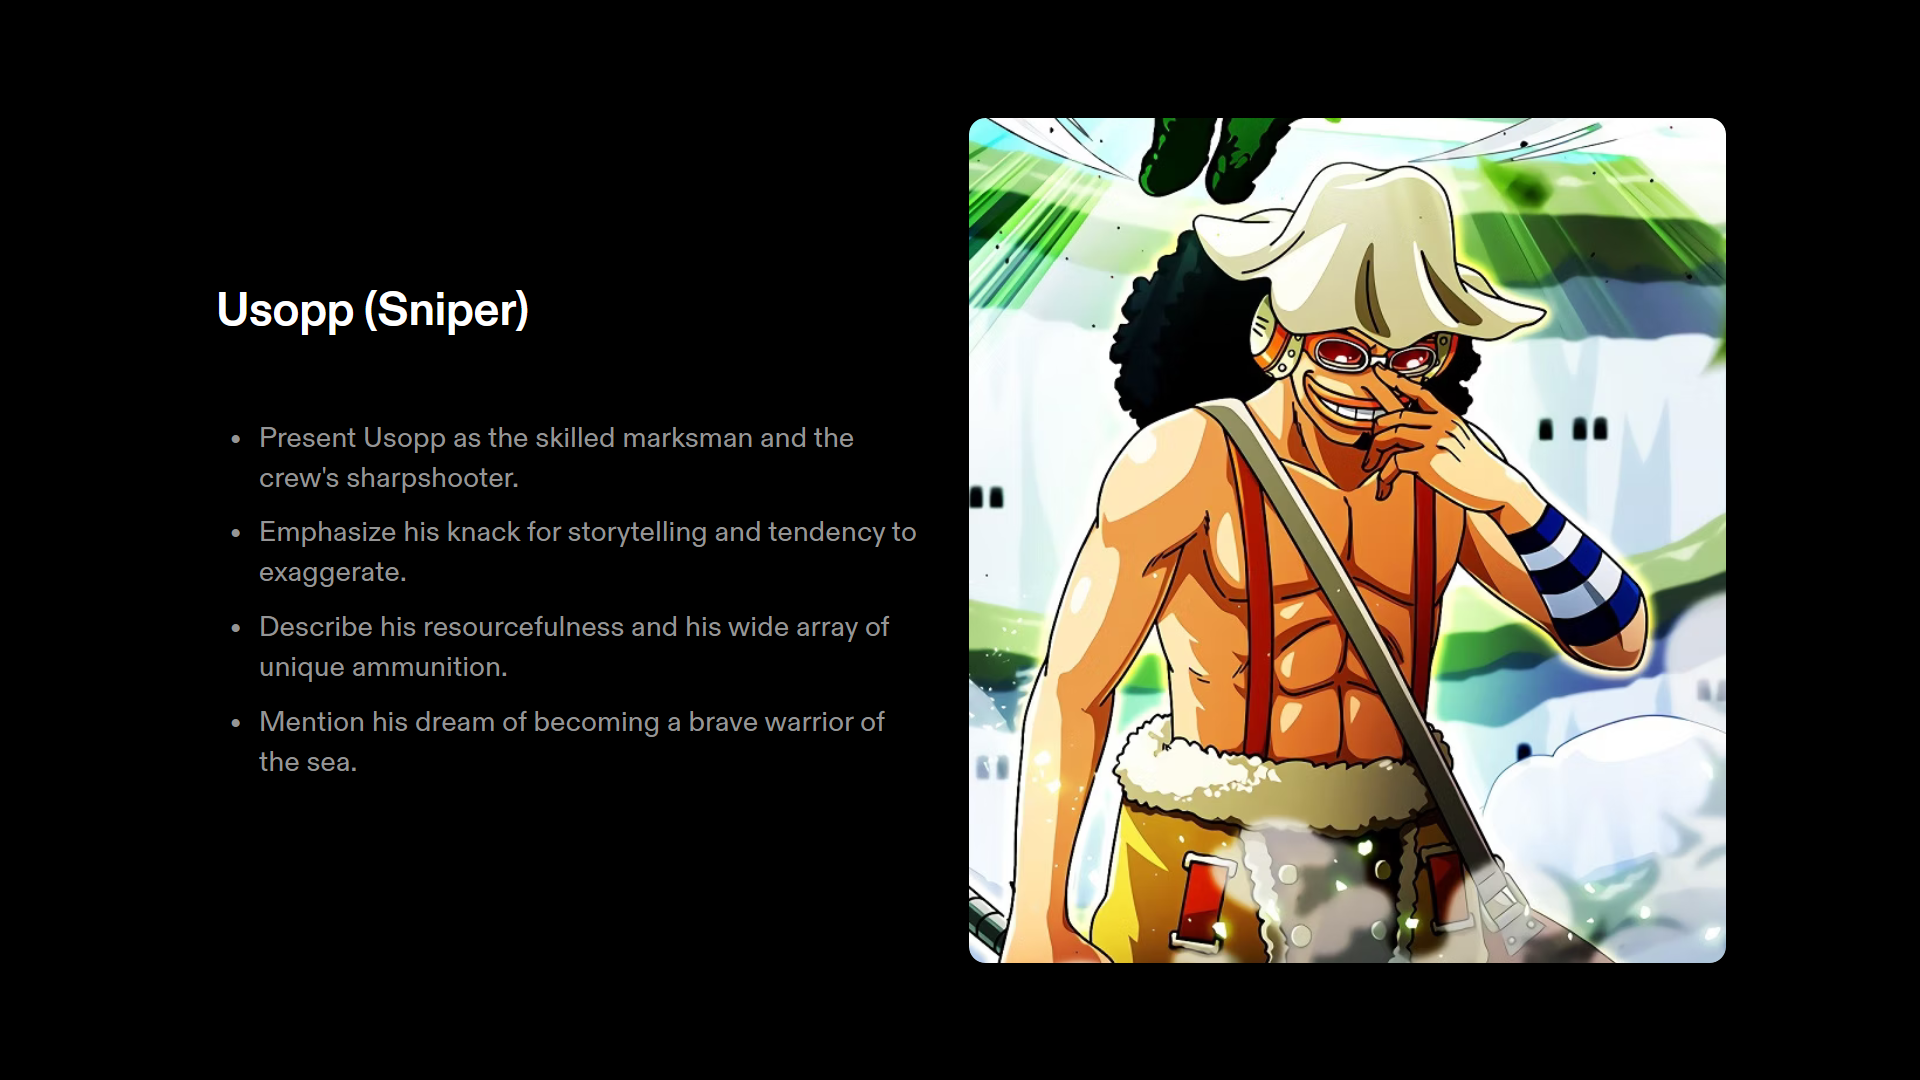 Usopp (Sniper)
• Present Usopp as the skilled marksman and the
crew's sharpshooter.
• Emphasize his knack for storytelling and tendency to
exaggerate.
• Describe his resourcefulness and his wide array of
unique ammunition.
• Mention his dream of becoming a brave warrior of
the sea.